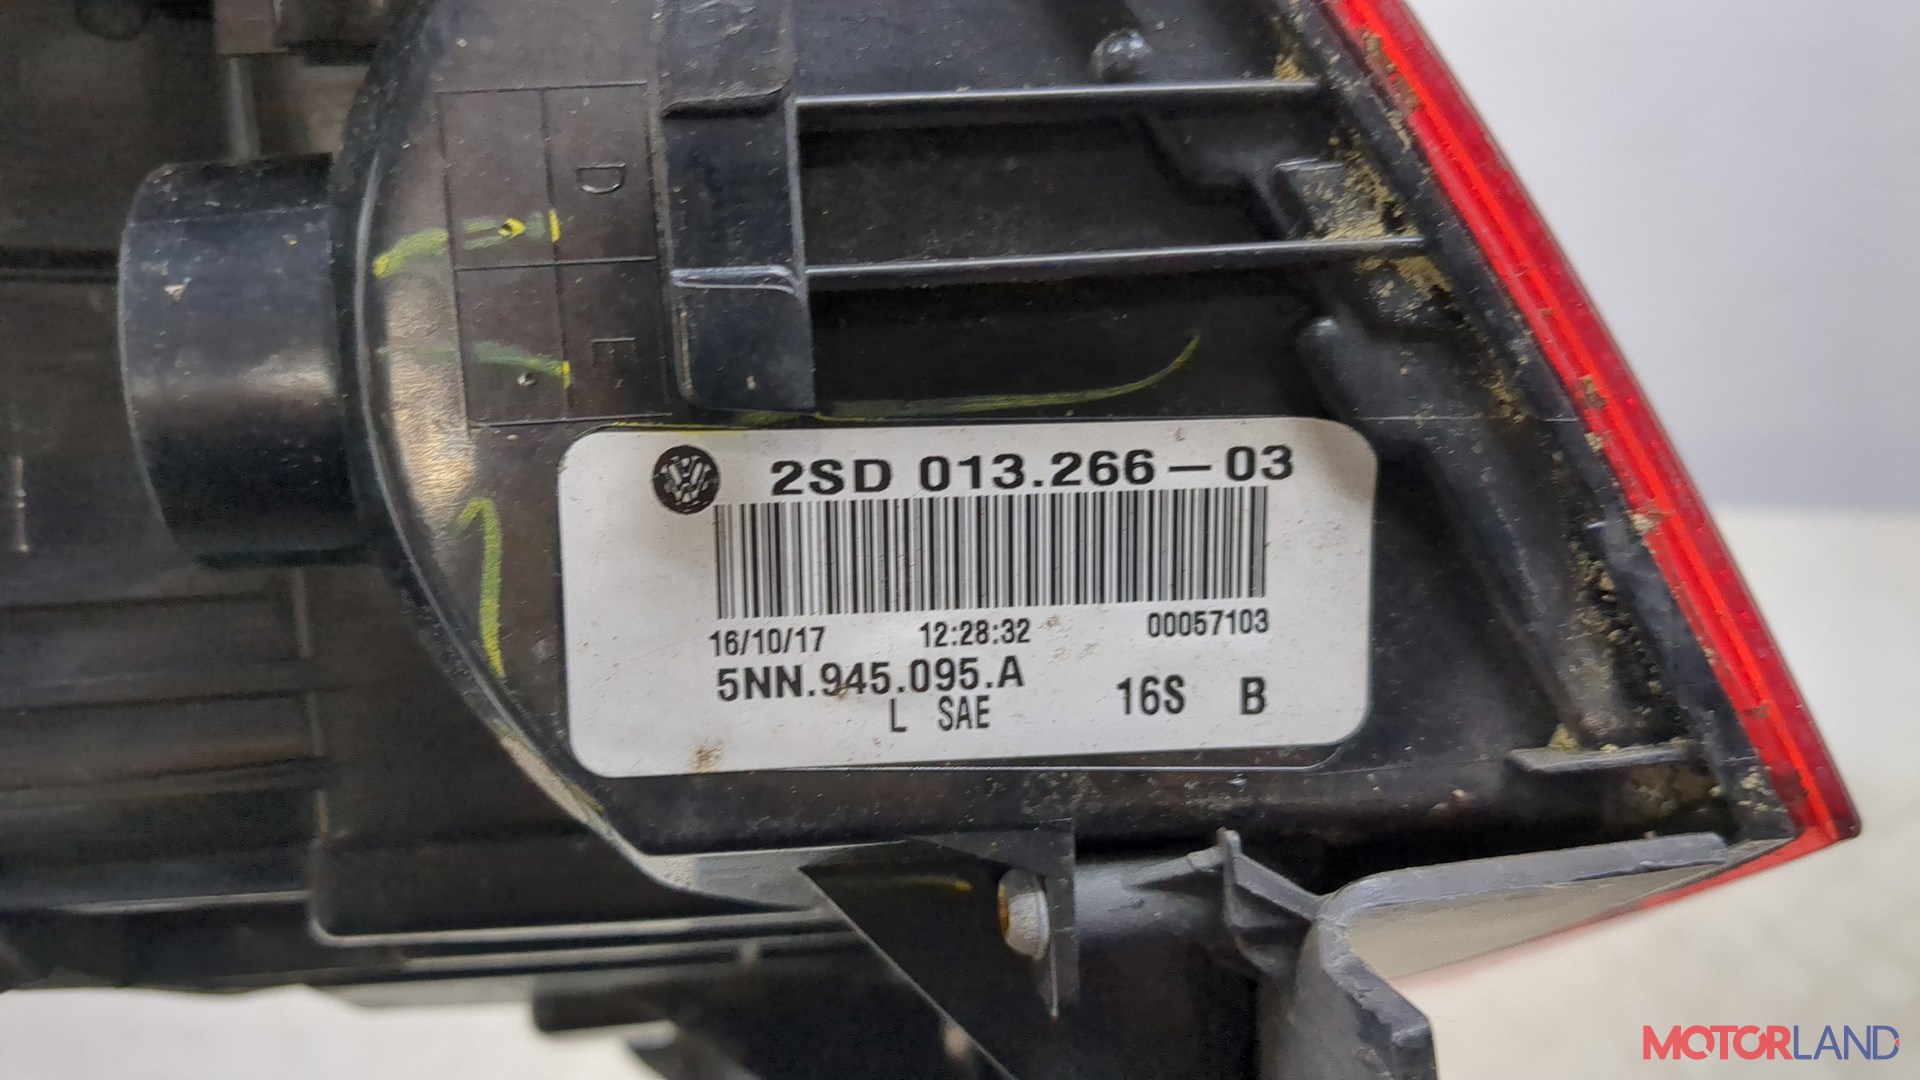 D
E
2SD 013.266-03
16/10/17 12:28:32 00057103
5NN.945.095.A
L SAE 16S B
MOTORLAND